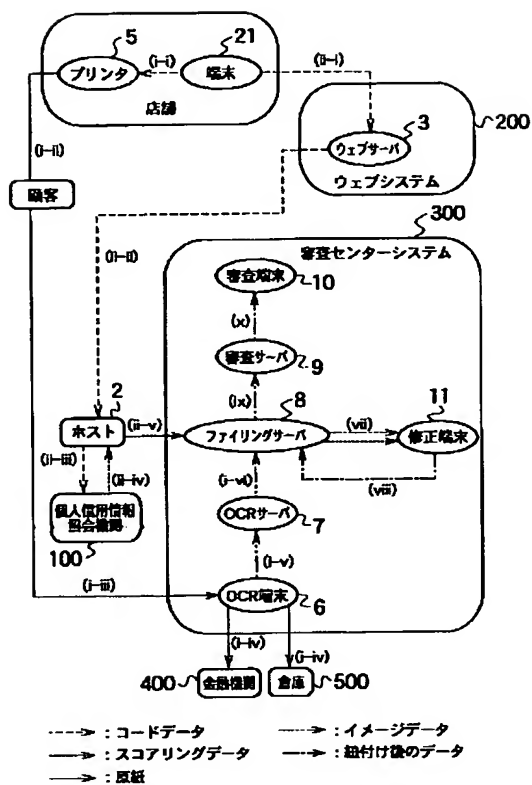 5
21
プリンタ
(i-i)
端末
(ii-i)
店舗
3
200
ウェブサーバ
ウェブシステム
(i-ii)
顧客
300
審査センターシステム
(ii-ii)
審査端末
10
(x)
審査サーバ
9
(ix)
2
ホスト
(ii-v)
8
ファイリングサーバ
(vii)
11
修正端末
(viii)
(ii-iii)
(ii-iv)
(i-vi)
個人信用情報
照会機関
100
OCRサーバ
7
(i-v)
(i-iii)
OCR端末
6
(i-iv)
(i-iv)
400
金融機関
倉庫
500
:コードデータ
:イメージデータ
:スコアリングデータ
:紐付け後のデータ
:原紙